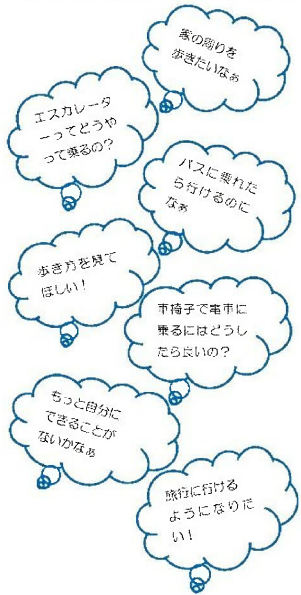 家の周りを
歩きたいなぁ
エスカレータ
ーってどうや
って乗るの？
バスに乗れた
ら行けるのに
なぁ
歩き方を見て
ほしい！
車椅子で電車に
乗るにはどうし
たら良いの？
もっと自分に
できることが
ないかなぁ
旅行に行ける
ようになりた
い！